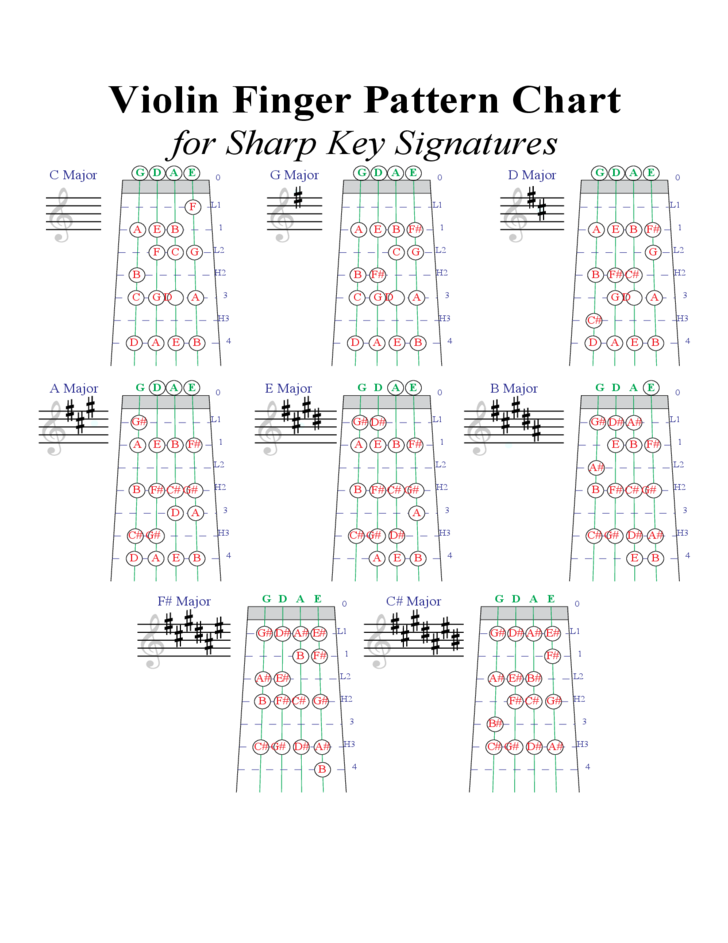 Violin Finger Pattern Chart
for Sharp Key Signatures
C Major G D A E 0
F L1
A E B 1
F C G L2
B H2
C G D A 3
H3
D A E B 4
G Major G D A E 0
L1
A E B F# 1
C G L2
B F# H2
C G D A 3
H3
D A E B 4
D Major G D A E 0
L1
A E B F# 1
G L2
B F# C# H2
G D A 3
C# H3
D A E B 4
A Major G D A E 0
G# L1
A E B F# 1
L2
B F# C# G# H2
D A 3
C# G# H3
D A E B 4
E Major G D A E 0
G# D# L1
A E B F# 1
L2
B F# C# G# H2
A 3
C# G# D# H3
A E B 4
B Major G D A E 0
G# D# A# L1
E B F# 1
A# L2
B F# C# G# H2
3
C# G# D# A# H3
E B 4
F# Major G D A E 0
G# D# A# E# L1
B F# 1
A# E# L2
B F# C# G# H2
3
C# G# D# A# H3
B 4
C# Major G D A E 0
G# D# A# E# L1
F# 1
A# E# B# L2
F# C# G# H2
B# 3
C# G# D# A# H3
4